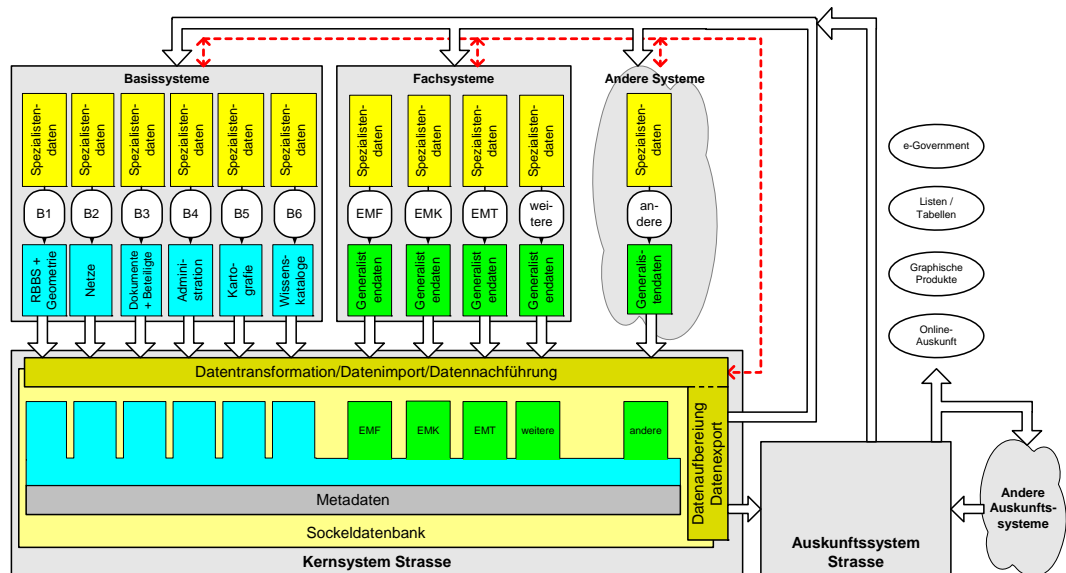 Basissysteme
Fachsysteme
Andere Systeme
Spezialisten-
daten
Spezialisten-
daten
Spezialisten-
daten
Spezialisten-
daten
Spezialisten-
daten
Spezialisten-
daten
Spezialisten-
daten
Spezialisten-
daten
Spezialisten-
daten
Spezialisten-
daten
Spezialisten-
daten
B1
B2
B3
B4
B5
B6
EMF
EMK
EMT
wei-
tere
an-
dere
RBBS +
Geometrie
Netze
Dokumente
+ Beteiligte
Admini-
stration
Karto-
grafie
Wissens-
kataloge
Generalist
endaten
Generalist
endaten
Generalist
endaten
Generalist
endaten
Generalis-
tendaten
e-Government
Listen /
Tabellen
Graphische
Produkte
Online-
Auskunft
Datentransformation/Datenimport/Datennachführung
EMF
EMK
EMT
weitere
andere
Datenaufbereiung
Datenexport
Metadaten
Sockeldatenbank
Kernsystem Strasse
Auskunftssystem
Strasse
Andere
Auskunfts-
systeme